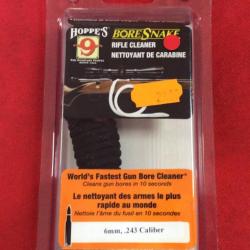 HOPPE'S
9
BORESNAKE
RIFLE CLEANER
NETTOYANT DE CARABINE
World's Fastest Gun Bore Cleaner
Cleans gun bores in 10 seconds
Le nettoyant des armes le plus
rapide au monde
Nettoie l'âme du fusil en 10 secondes
6mm, .243 Caliber